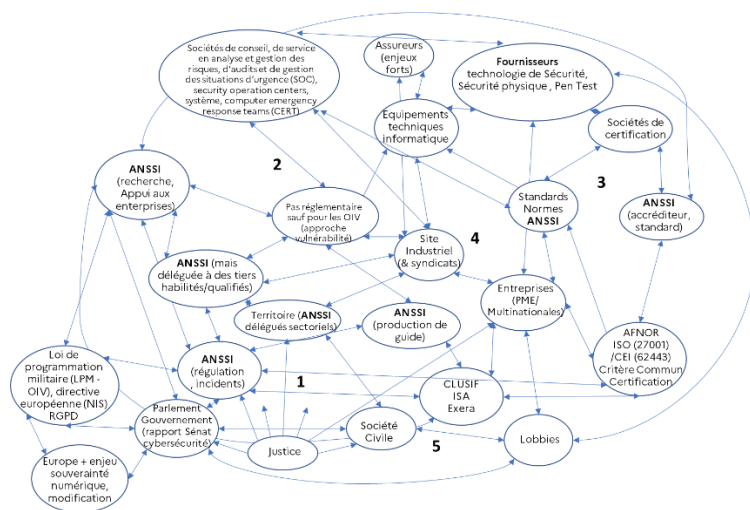 Sociétés de conseil, de service
en analyse et gestion des
risques, d'audits et de gestion
des situations d'urgence (SOC),
security operation centers,
système, computer emergency
response teams (CERT)
Assureurs
(enjeux
forts)
Fournisseurs
technologie de Sécurité,
Sécurité physique , Pen Test
Equipements
techniques
informatique
Sociétés de
certification
ANSSI
(recherche,
Appui aux
enterprises)
2
3
Pas réglementaire
sauf pour les OIV
(approche
vulnérabilité)
Standards
Normes
ANSSI
ANSSI
(accréditeur,
standard)
4
Site
Industriel
(& syndicats)
ANSSI (mais
déléguée à des tiers
habilités/qualifiés)
Entreprises
(PME/
Multinationales)
Territoire (ANSSI
délégués sectoriels)
ANSSI
(production de
guide)
AFNOR
ISO (27001)
/CEI (62443)
Critère Commun
Certification
Loi de
programmation
militaire (LPM -
OIV), directive
européenne (NIS)
RGPD
ANSSI
(régulation
, incidents)
1
CLUSIF
ISA
Exera
Parlement
Gouvernement
(rapport Sénat
cybersécurité)
Société
Civile
5
Lobbies
Justice
Europe + enjeu
souverainté
numérique,
modification